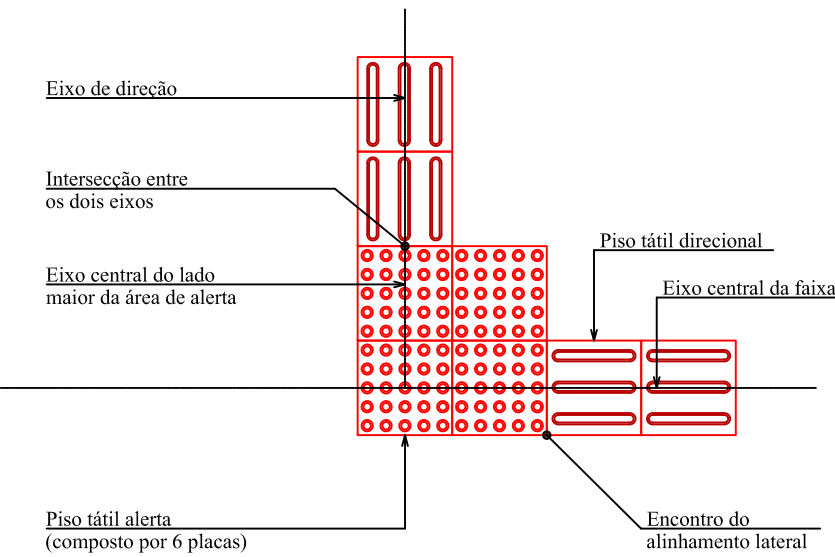 Eixo de direção
Intersecção entre
os dois eixos
Piso tátil direcional
Eixo central do lado
maior da área de alerta
Eixo central da faixa
Piso tátil alerta
(composto por 6 placas)
Encontro do
alinhamento lateral